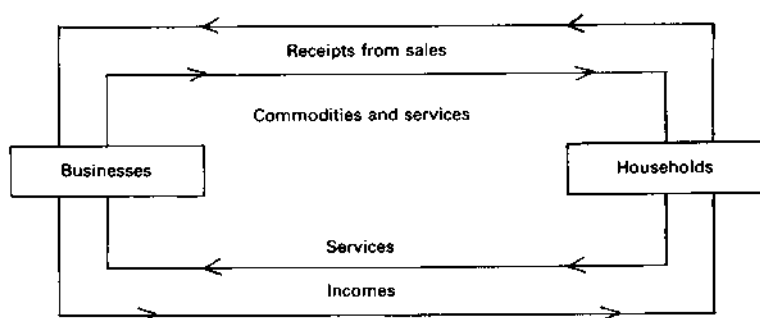 Receipts from sales
Commodities and services
Businesses
Households
Services
Incomes